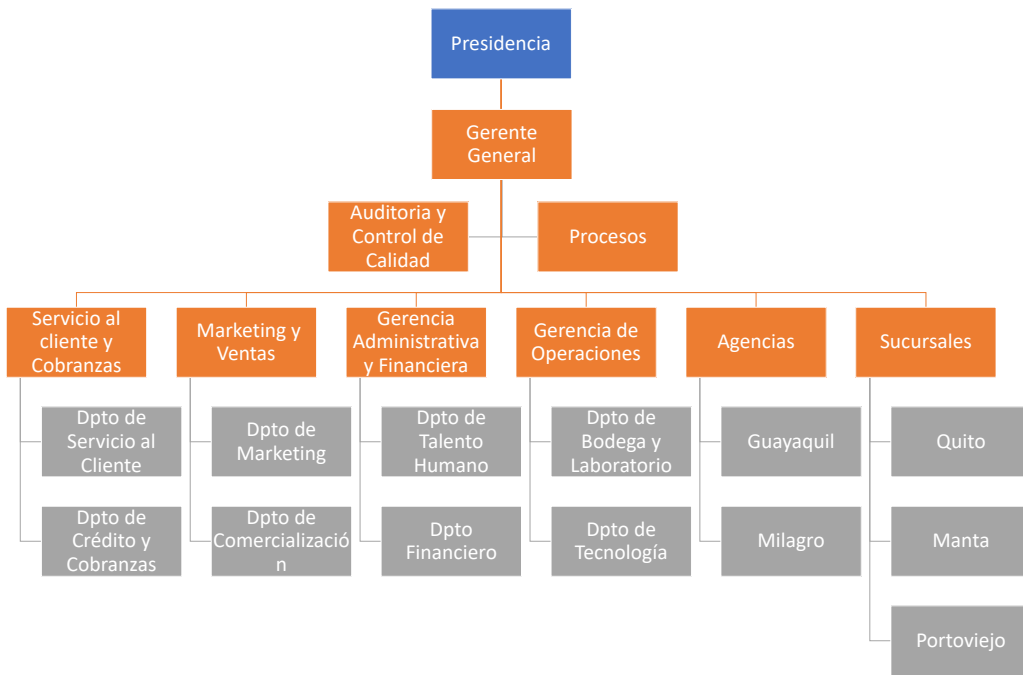 Presidencia
Gerente
General
Auditoria y
Control de
Calidad
Procesos
Servicio al
cliente y
Cobranzas
Marketing y
Ventas
Gerencia
Administrativa
y Financiera
Gerencia de
Operaciones
Agencias
Sucursales
Dpto de
Servicio al
Cliente
Dpto de
Marketing
Dpto de
Talento
Humano
Dpto de
Bodega y
Laboratorio
Guayaquil
Quito
Dpto de
Crédito y
Cobranzas
Dpto de
Comercializació
n
Dpto
Financiero
Dpto de
Tecnología
Milagro
Manta
Portoviejo